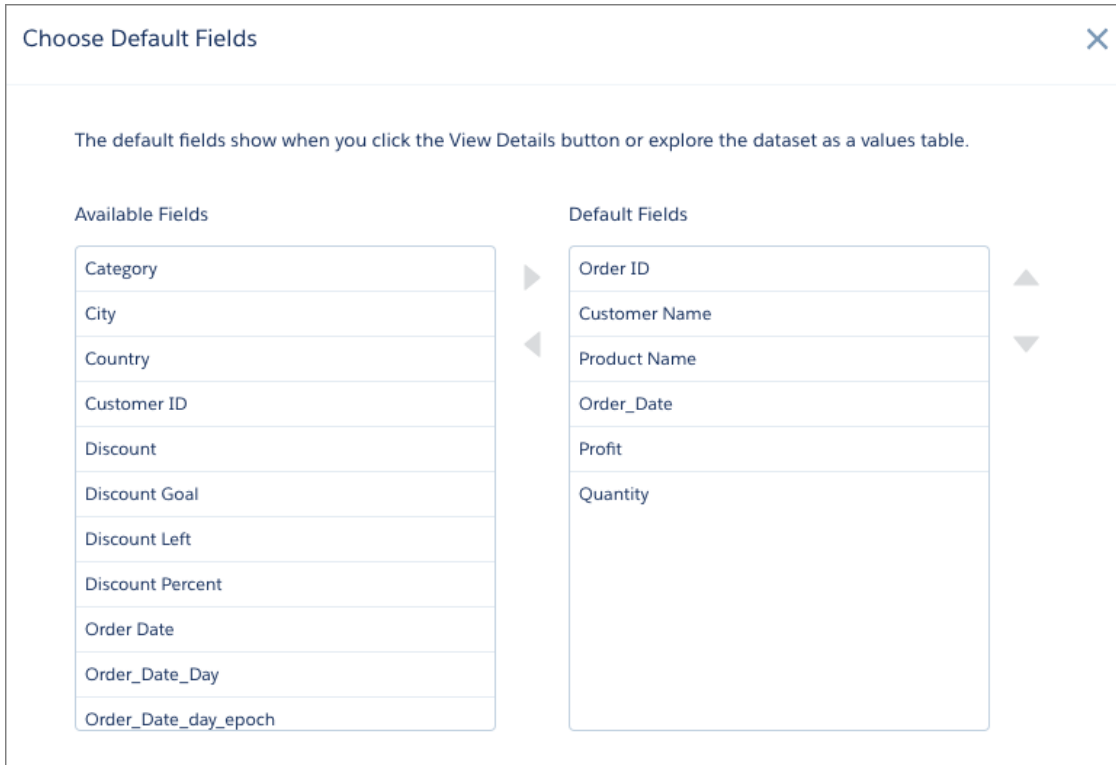 Choose Default Fields
The default fields show when you click the View Details button or explore the dataset as a values table.
Available Fields
Category
City
Country
Customer ID
Discount
Discount Goal
Discount Left
Discount Percent
Order Date
Order_Date_Day
Order_Date_day_epoch
Default Fields
Order ID
Customer Name
Product Name
Order_Date
Profit
Quantity